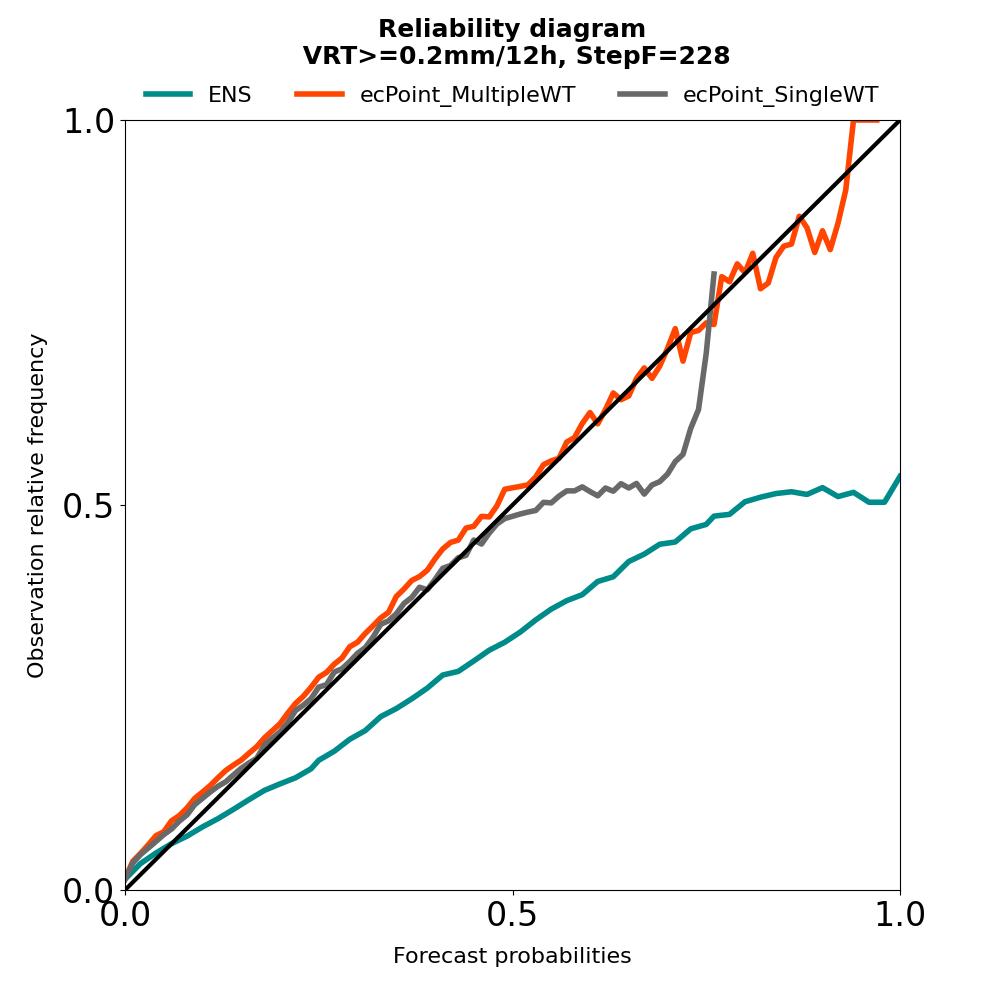 Reliability diagram
VRT>=0.2mm/12h, StepF=228
ENS ecPoint_MultipleWT ecPoint_SingleWT
1.0
0.5
0.0
Observation relative frequency
0.0 0.5 1.0
Forecast probabilities